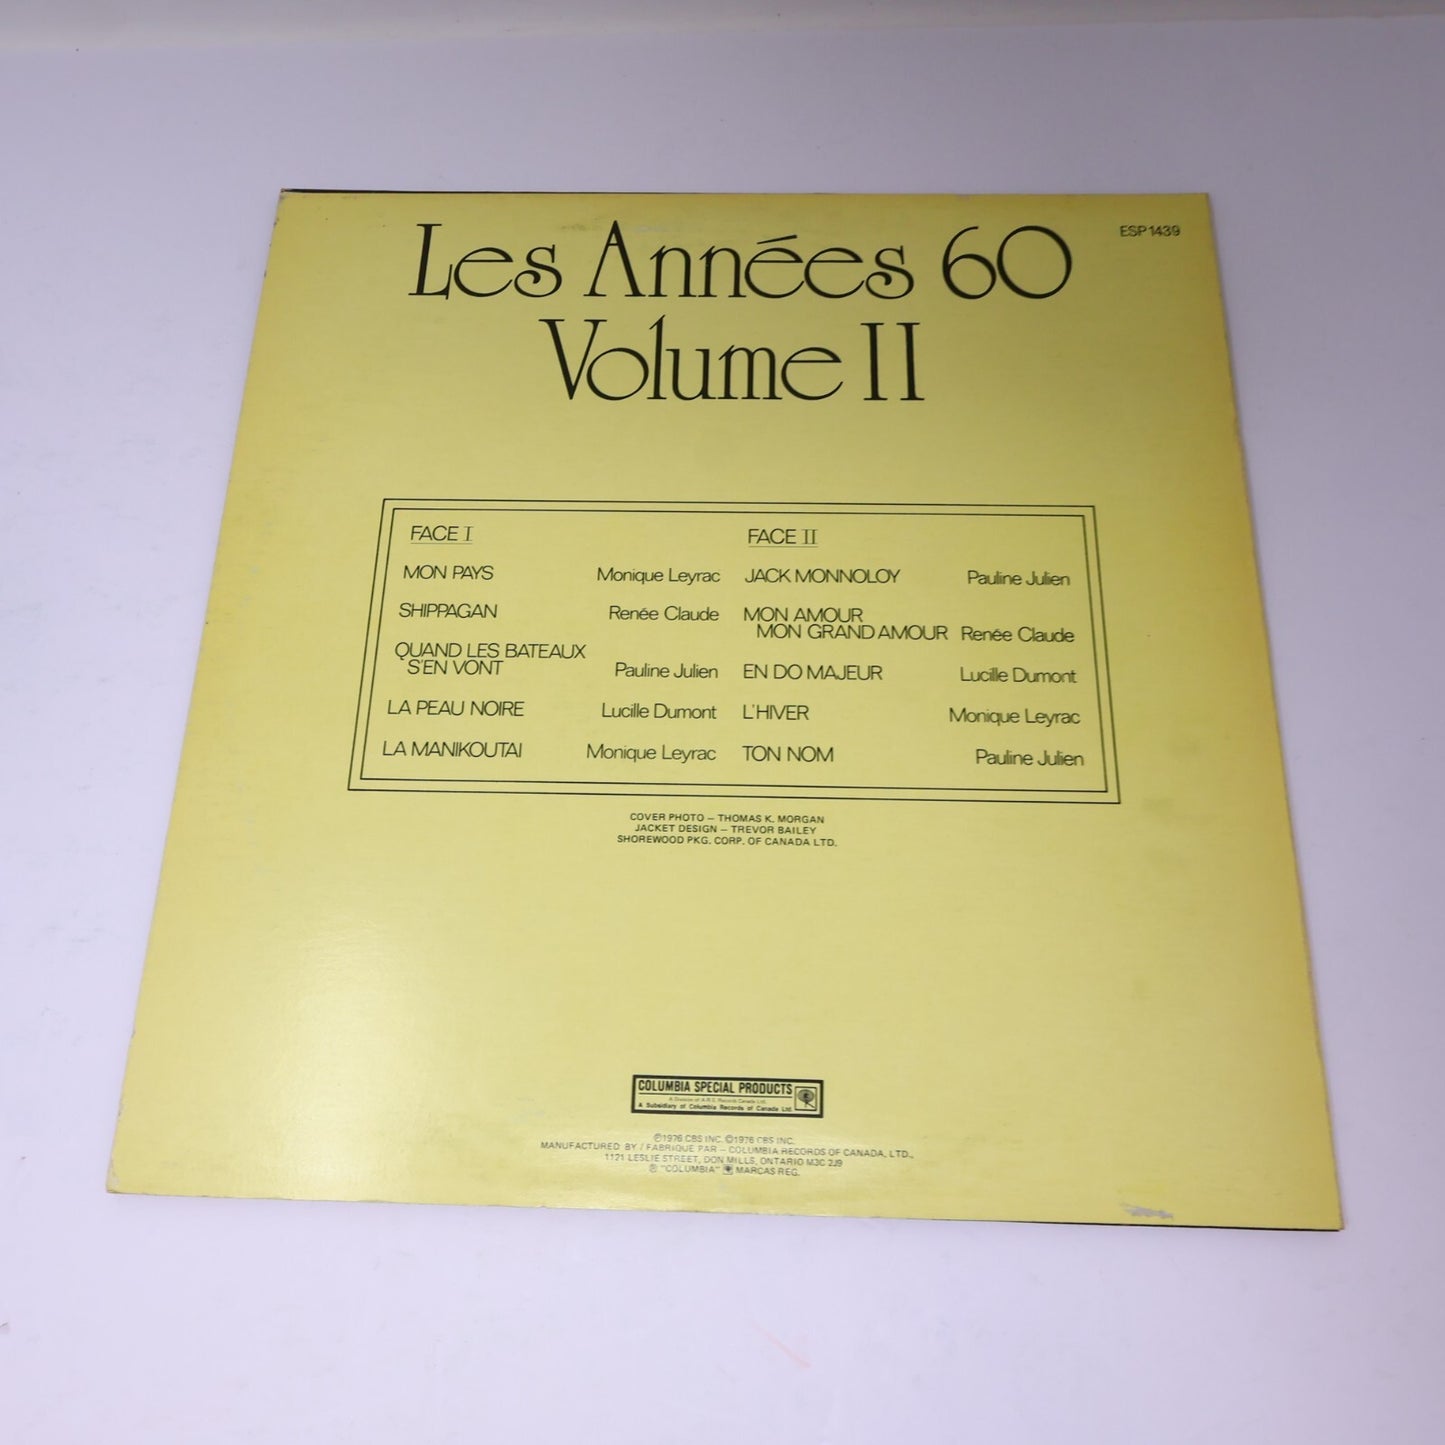 Les Années 60
ESP 1439
Volume II
FACE I
MON PAYS Monique Leyrac
SHIPPAGAN Renée Claude
QUAND LES BATEAUX
S'EN VONT Pauline Julien
LA PEAU NOIRE Lucille Dumont
LA MANIKOUTAI Monique Leyrac
FACE II
JACK MONNOLOY Pauline Julien
MON AMOUR
MON GRAND AMOUR Renée Claude
EN DO MAJEUR Lucille Dumont
L'HIVER Monique Leyrac
TON NOM Pauline Julien
COVER PHOTO – THOMAS K. MORGAN
JACKET DESIGN – TREVOR BAILEY
SHOREWOOD PKG. CORP. OF CANADA LTD.
COLUMBIA SPECIAL PRODUCTS
A Division of A.R.C. Records Canada Ltd.
A Subsidiary of Columbia Records of Canada Ltd.
℗1976 CBS INC. ©1976 CBS INC.
MANUFACTURED BY / FABRIQUE PAR – COLUMBIA RECORDS OF CANADA, LTD.,
1121 LESLIE STREET, DON MILLS, ONTARIO M3C 2J9
® "COLUMBIA" MARCAS REG.